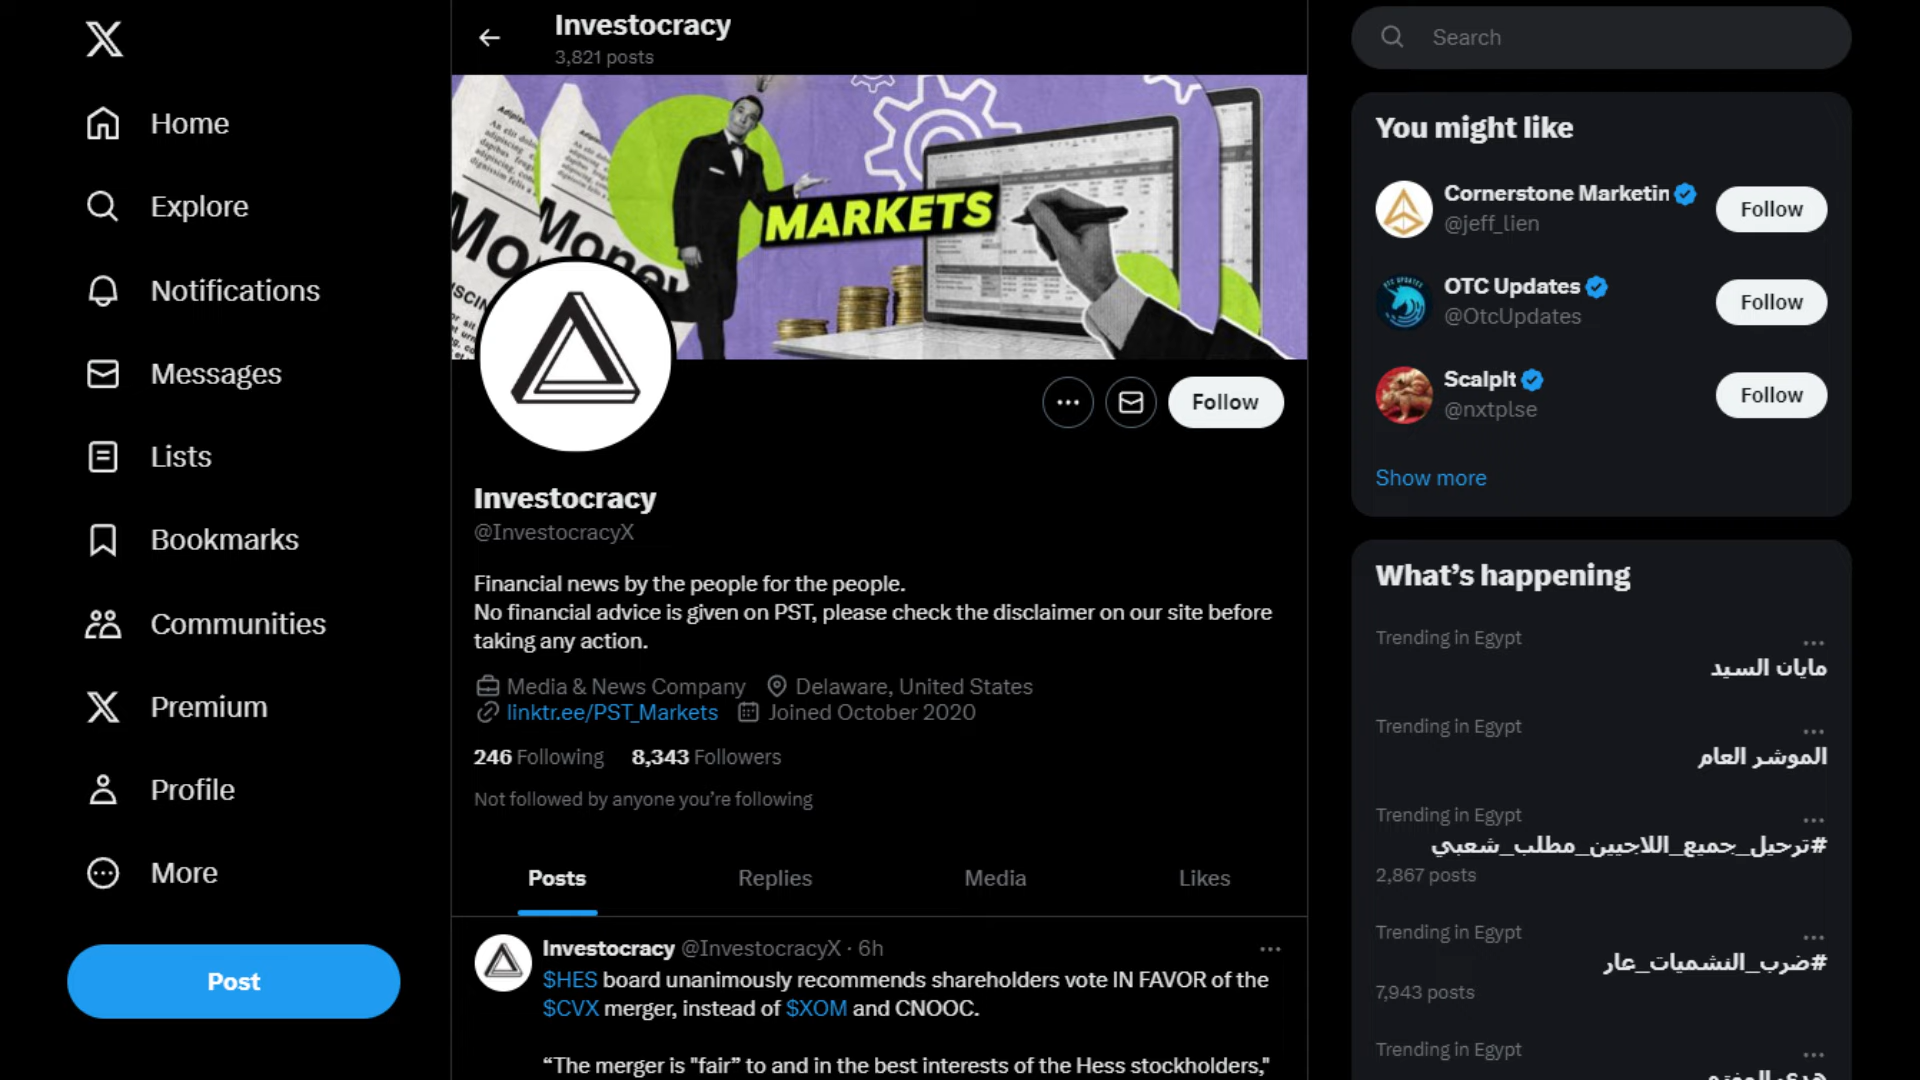 Investocracy
3,821 posts
Home
Explore
Notifications
Messages
Lists
Bookmarks
Communities
Premium
Profile
More
Post
Money
MARKETS
Follow
Investocracy
@InvestocracyX
Financial news by the people for the people.
No financial advice is given on PST, please check the disclaimer on our site before
taking any action.
Media & News Company Delaware, United States
linktr.ee/PST_Markets Joined October 2020
246 Following 8,343 Followers
Not followed by anyone you’re following
Posts Replies Media Likes
Investocracy @InvestocracyX · 6h
$HES board unanimously recommends shareholders vote IN FAVOR of the
$CVX merger, instead of $XOM and CNOOC.
“The merger is "fair” to and in the best interests of the Hess stockholders,"
Search
You might like
Cornerstone Marketin
@jeff_lien
Follow
OTC Updates
@OtcUpdates
Follow
Scalplt
@nxtplse
Follow
Show more
What’s happening
Trending in Egypt
مايان السيد
Trending in Egypt
الموشر العام
Trending in Egypt
#ترحيل_جميع_اللاجيين_مطلب_شعبي
2,867 posts
Trending in Egypt
#ضرب_النشميات_عار
7,943 posts
Trending in Egypt